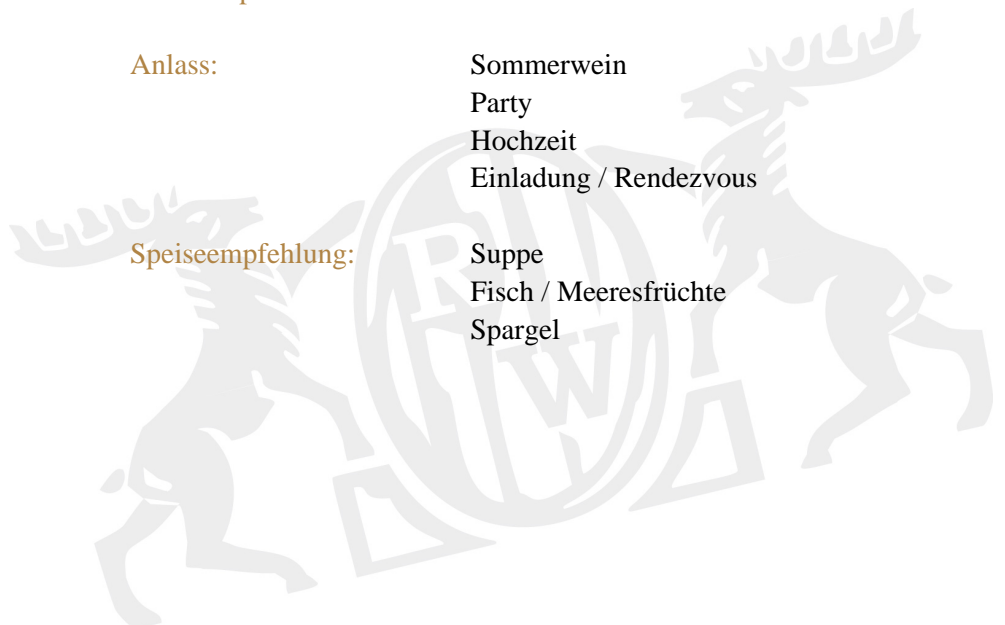 Anlass: Sommerwein
Party
Hochzeit
Einladung / Rendezvous
Speiseempfehlung: Suppe
Fisch / Meeresfrüchte
Spargel
R
W